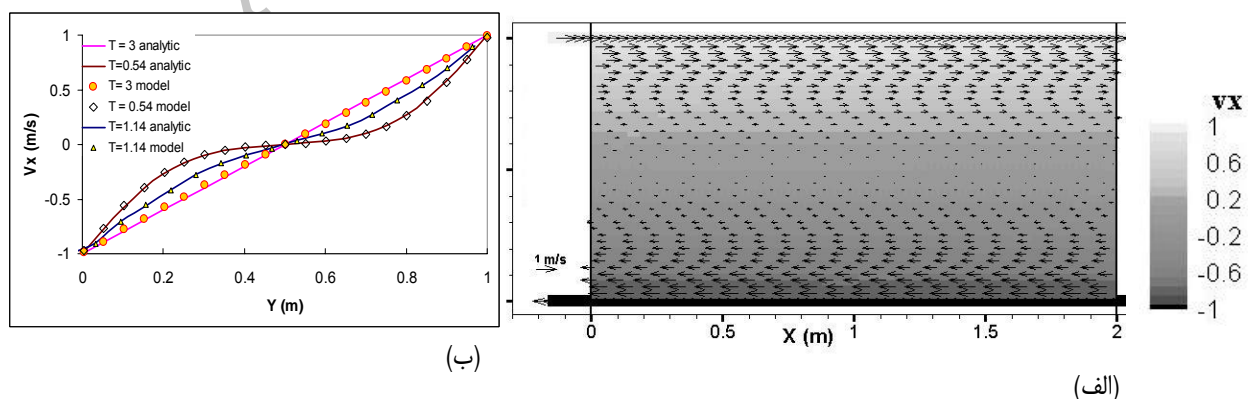 T = 3 analytic
T=0.54 analytic
T= 3 model
T = 0.54 model
T=1.14 analytic
T=1.14 model
1
0.5
0
-0.5
-1
Vx (m/s)
0 0.2 0.4 0.6 0.8 1
Y (m)
(ب)
1 m/s
0 0.5 1 1.5 2
X (m)
(الف)
vx
1
0.6
0.2
-0.2
-0.6
-1